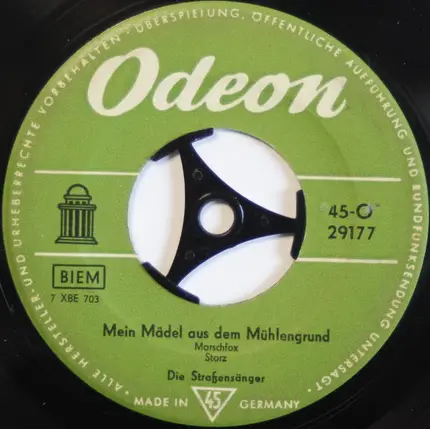 · ALLE HERSTELLER- UND URHEBERRECHTE VORBEHALTEN · ÜBERSPIELUNG, ÖFFENTLICHE AUFFÜHRUNG UND RUNDFUNKSENDUNG UNTERSAGT ·
Odeon
45-O
29177
BIEM
7 XBE 703
Mein Mädel aus dem Mühlengrund
Marschfox
Storz
Die Straßensänger
MADE IN 45 GERMANY